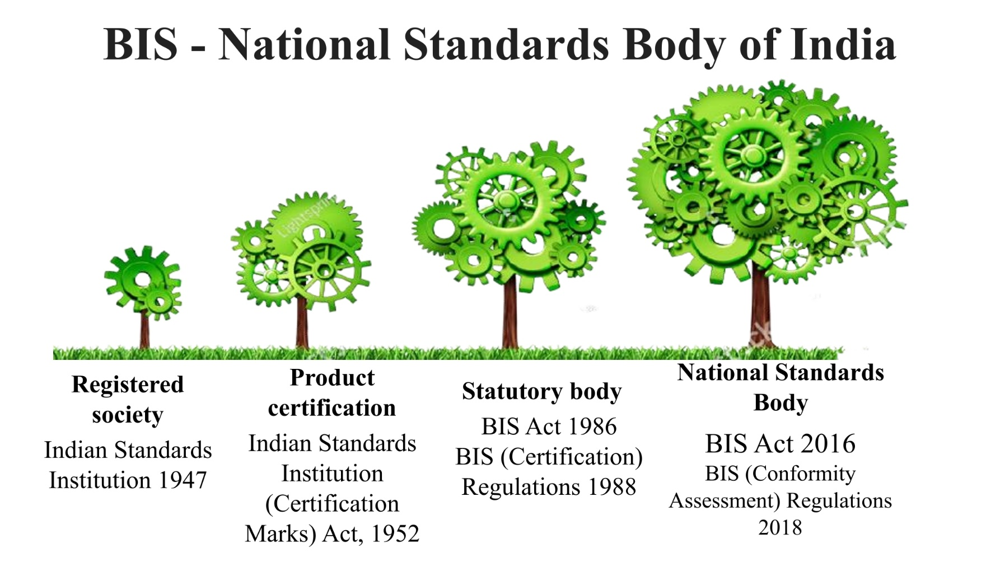 BIS - National Standards Body of India
Lightspri
Registered
society
Indian Standards
Institution 1947
Product
certification
Indian Standards
Institution
(Certification
Marks) Act, 1952
Statutory body
BIS Act 1986
BIS (Certification)
Regulations 1988
National Standards
Body
BIS Act 2016
BIS (Conformity
Assessment) Regulations
2018